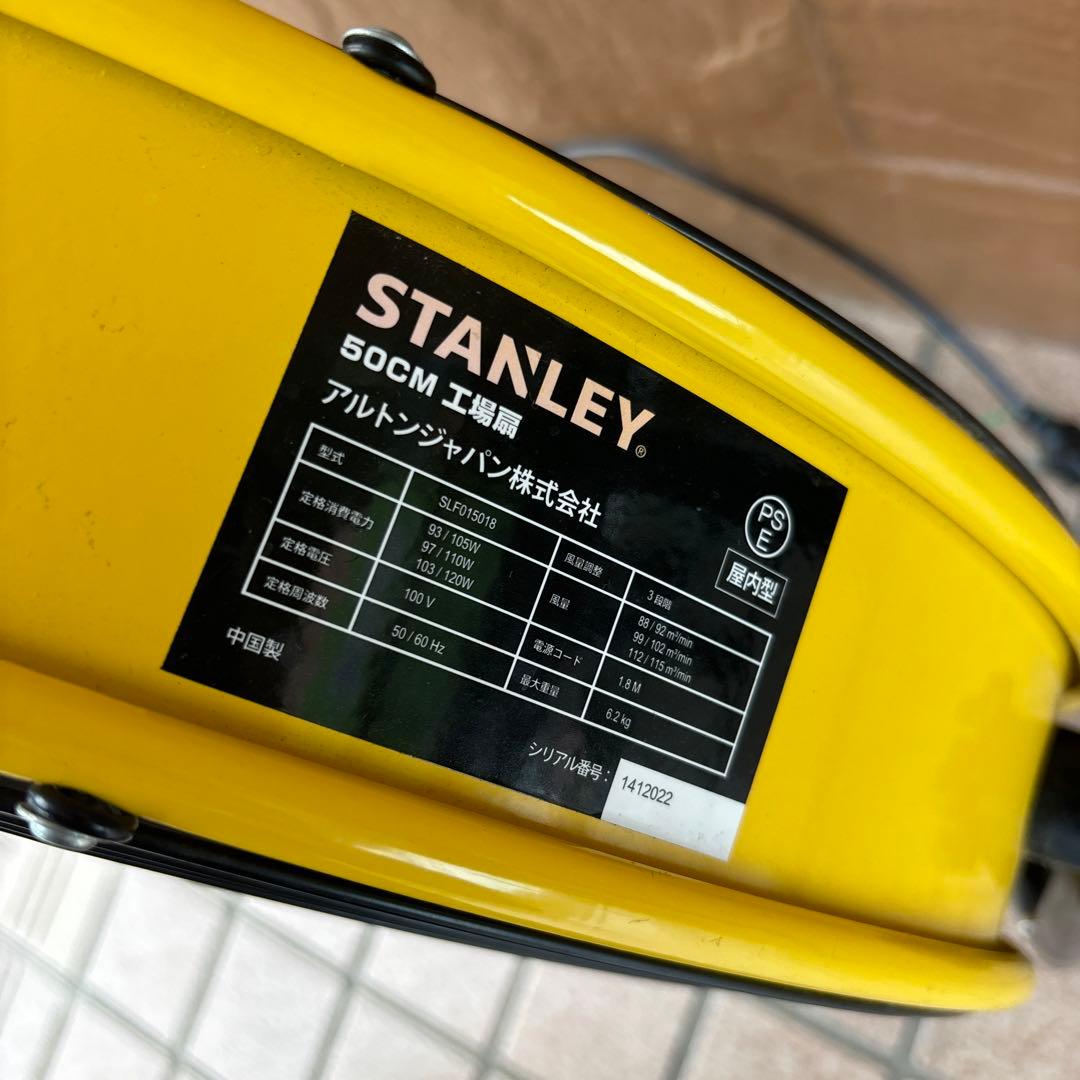 STANLEY®
50CM 工場扇
アルトンジャパン株式会社
PS
E
屋内型
型式 SLF015018
定格消費電力 93 / 105W
97 / 110W
103 / 120W
定格電圧 100 V
定格周波数 50 / 60 Hz
風量調整 3 段階
風量 88 / 92 m³/min
99 / 102 m³/min
112 / 115 m³/min
電源コード 1.8 M
最大重量 6.2 kg
中国製
シリアル番号: 1412022